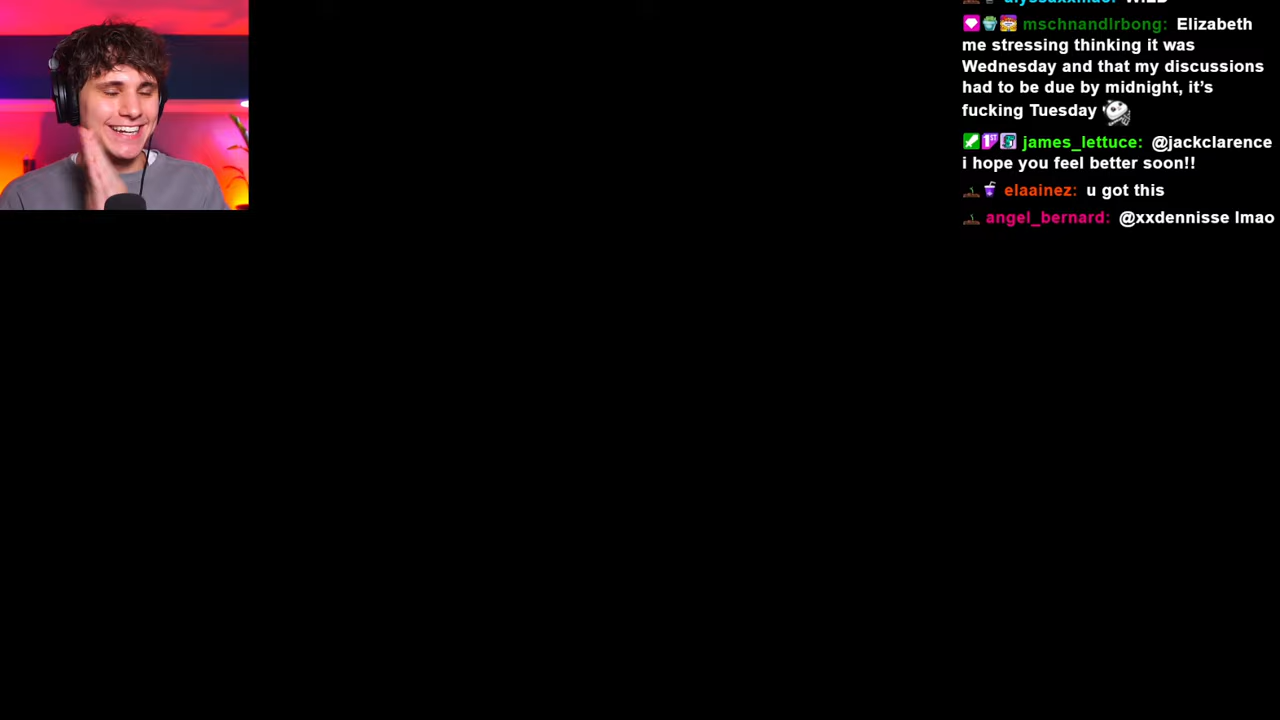 mschnandlrbong: Elizabeth
me stressing thinking it was
Wednesday and that my discussions
had to be due by midnight, it’s
fucking Tuesday
james_lettuce: @jackclarence
i hope you feel better soon!!
elaainez: u got this
angel_bernard: @xxdennisse lmao